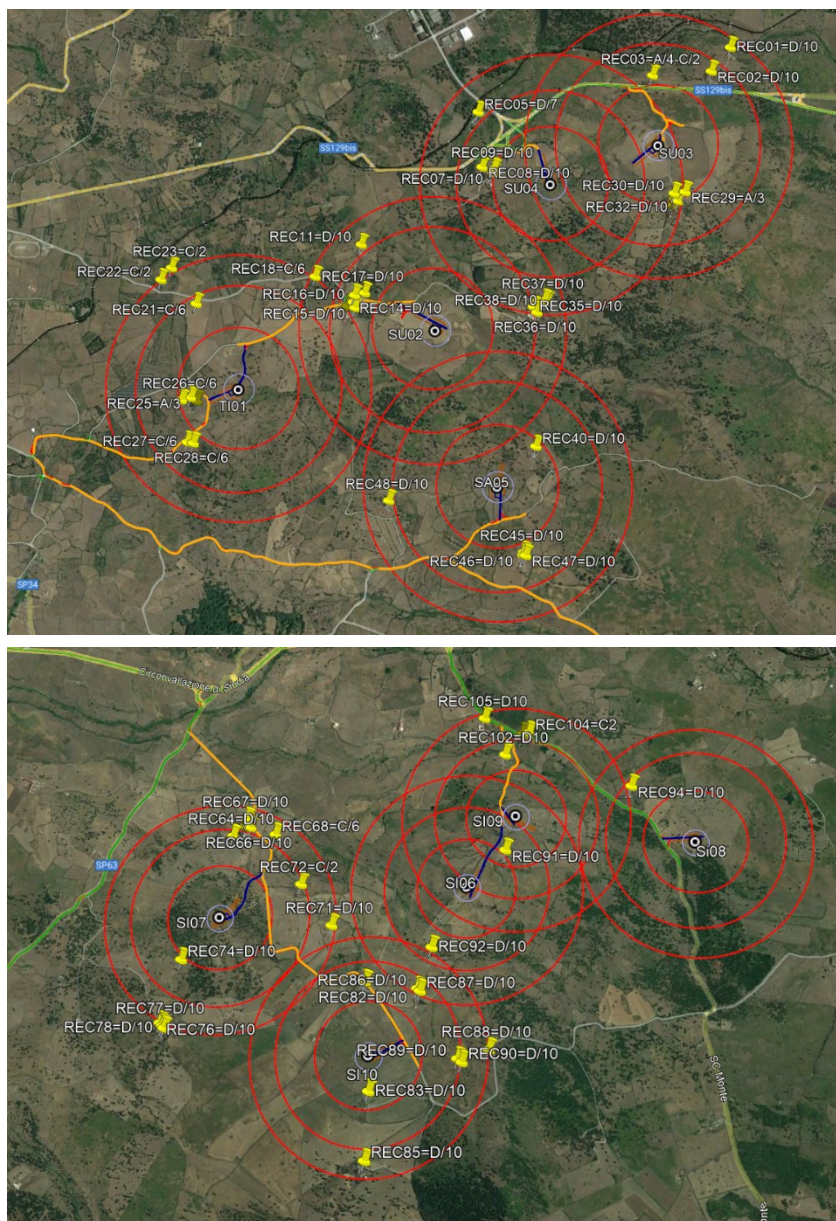 REC01=D/10
REC03=A/4-C/2
REC02=D/10
SS129bis
REC05=D/7
SS129bis
SU03
REC09=D/10
REC08=D/10
REC07=D/10
SU04
REC30=D/10
REC29=A/3
REC32=D/10
REC11=D/10
REC23=C/2
REC22=C/2
REC18=C/6
REC17=D/10
REC37=D/10
REC16=D/10
REC38=D/10
REC35=D/10
REC21=C/6
REC15=D/10
REC14=D/10
REC36=D/10
SU02
REC26=C/6
REC25=A/3
TI01
REC27=C/6
REC28=C/6
REC40=D/10
SA05
REC48=D/10
REC45=D/10
REC46=D/10
REC47=D/10
SP34
Circonvallazione di Sindia
REC105=D10
REC104=C2
REC102=D10
REC94=D/10
REC67=D/10
REC64=D/10
REC68=C/6
REC66=D/10
SI09
SI08
REC91=D/10
SP63
REC72=C/2
SI06
REC71=D/10
SI07
REC92=D/10
REC74=D/10
REC86=D/10
REC87=D/10
REC82=D/10
REC77=D/10
REC78=D/10
REC76=D/10
REC88=D/10
REC89=D/10
REC90=D/10
SI10
REC83=D/10
SC Monte
REC85=D/10